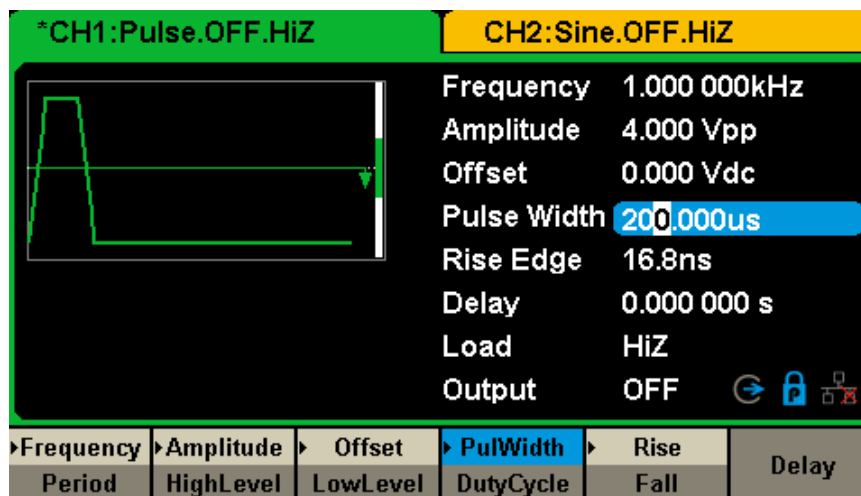 *CH1:Pulse.OFF.HiZ
CH2:Sine.OFF.HiZ
Frequency 1.000 000kHz
Amplitude 4.000 Vpp
Offset 0.000 Vdc
Pulse Width 200.000us
Rise Edge 16.8ns
Delay 0.000 000 s
Load HiZ
Output OFF P
Frequency Amplitude Offset PulWidth Rise Delay
Period HighLevel LowLevel DutyCycle Fall